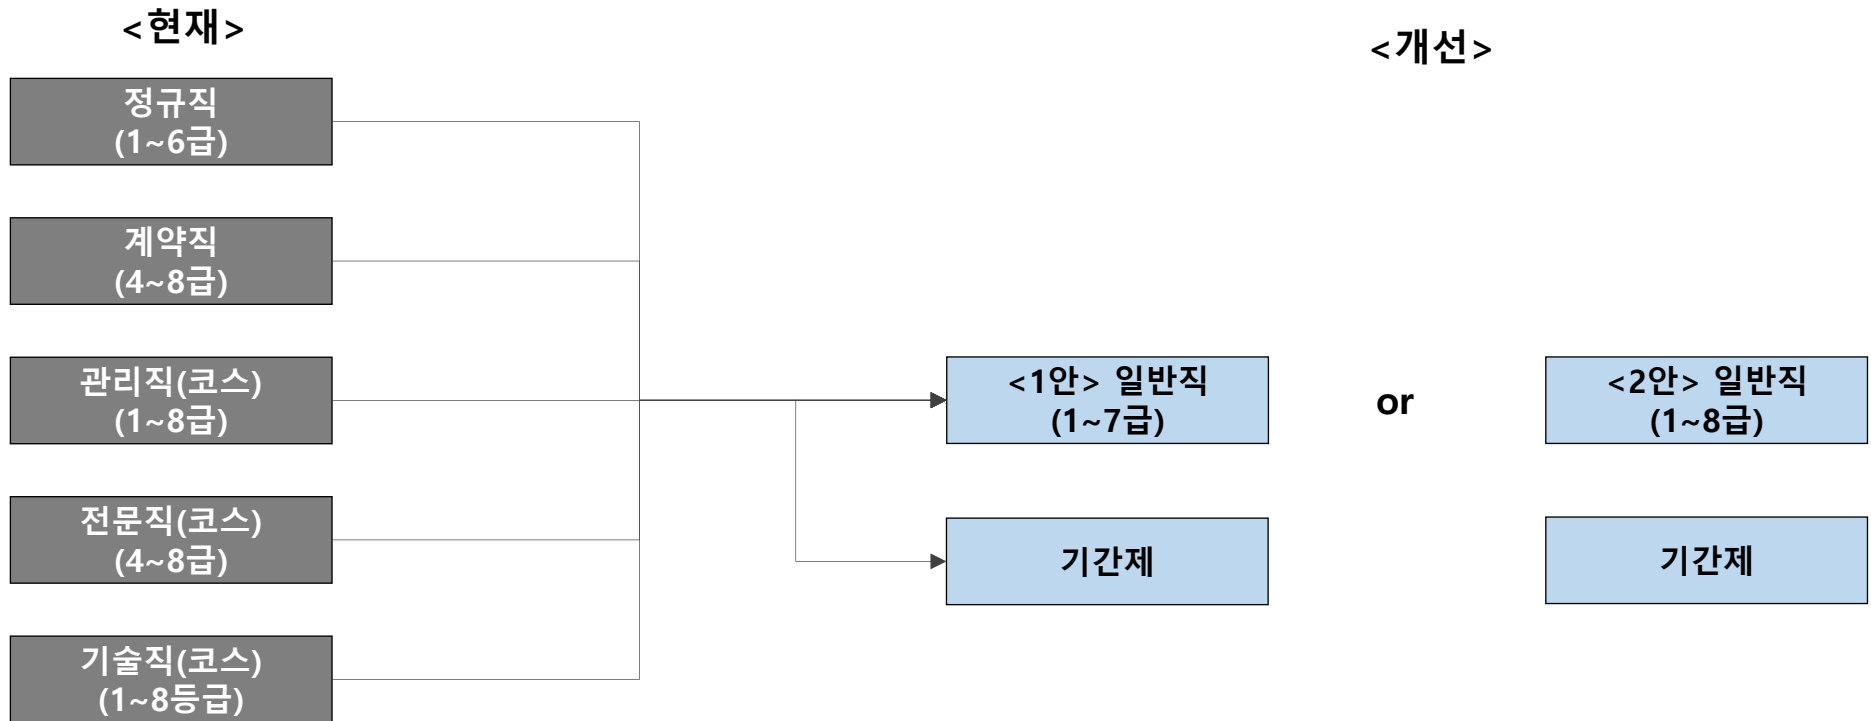 <현재>
<개선>
정규직
(1~6급)
계약직
(4~8급)
관리직(코스)
(1~8급)
<1안> 일반직
(1~7급)
or
<2안> 일반직
(1~8급)
전문직(코스)
(4~8급)
기간제
기간제
기술직(코스)
(1~8등급)